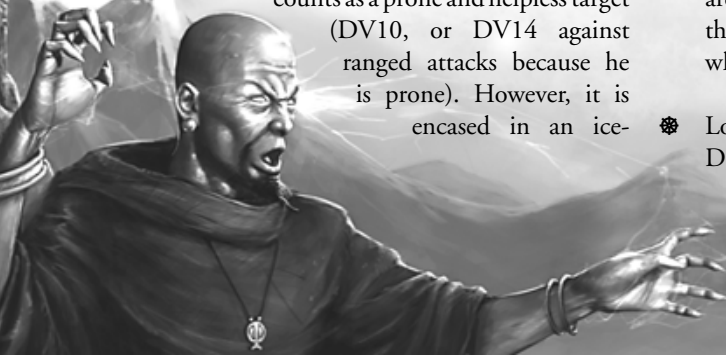 counts as a prone and helpless target
(DV10, or DV14 against
ranged attacks because he
is prone). However, it is
encased in an ice-
Lo
D